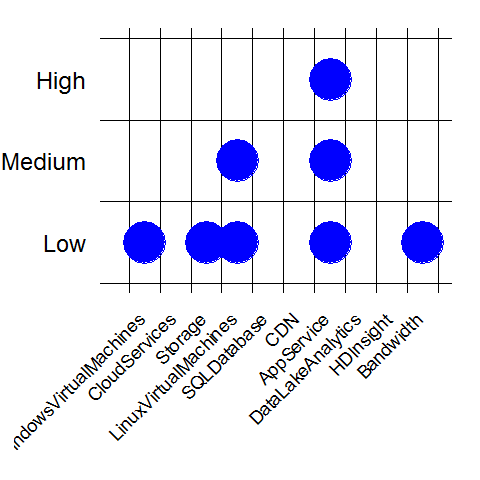 High
Medium
Low
ndowsVirtualMachines
CloudServices
Storage
LinuxVirtualMachines
SQLDatabase
CDN
AppService
DataLakeAnalytics
HDInsight
Bandwidth